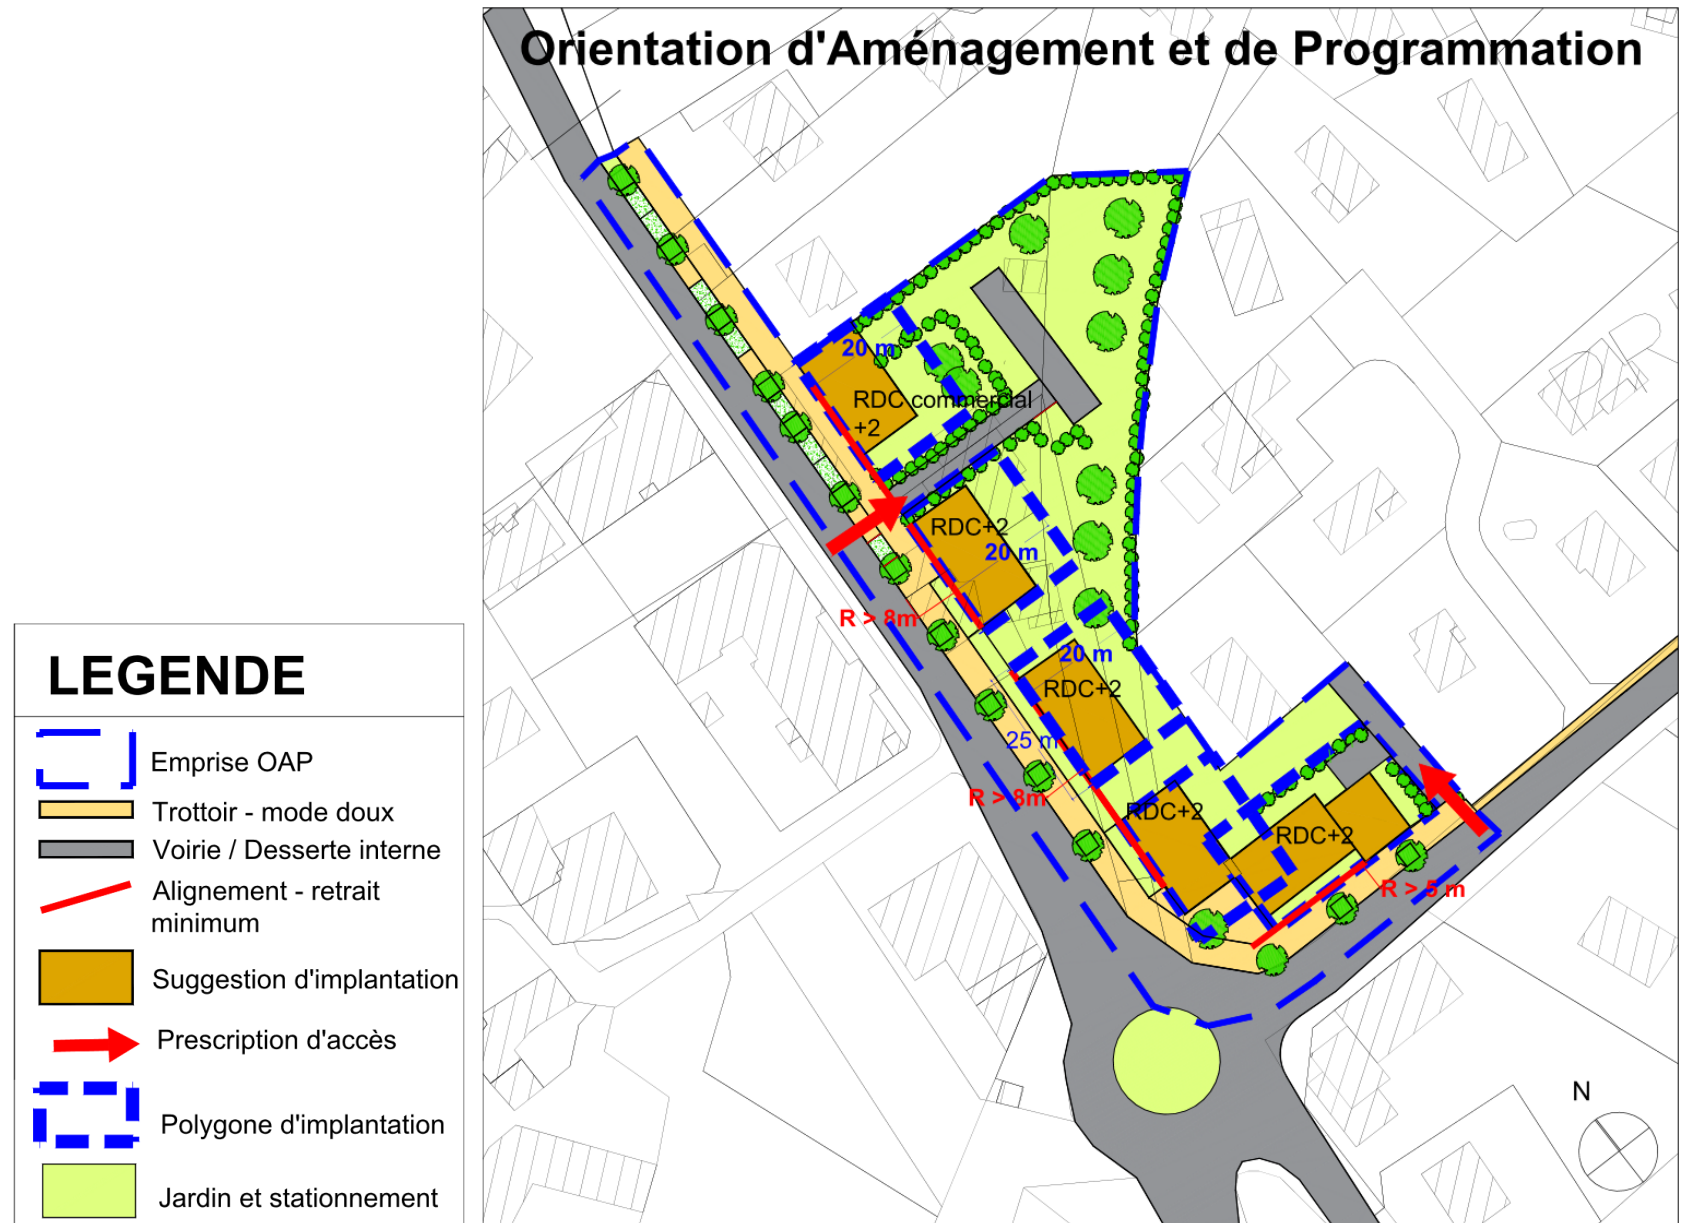 Orientation d'Aménagement et de Programmation
20 m
RDC commercial
+2
RDC+2
20 m
R > 8m
20 m
RDC+2
25 m
R > 8m
RDC+2
RDC+2
R > 5 m
N
LEGENDE
Emprise OAP
Trottoir - mode doux
Voirie / Desserte interne
Alignement - retrait
minimum
Suggestion d'implantation
Prescription d'accès
Polygone d'implantation
Jardin et stationnement